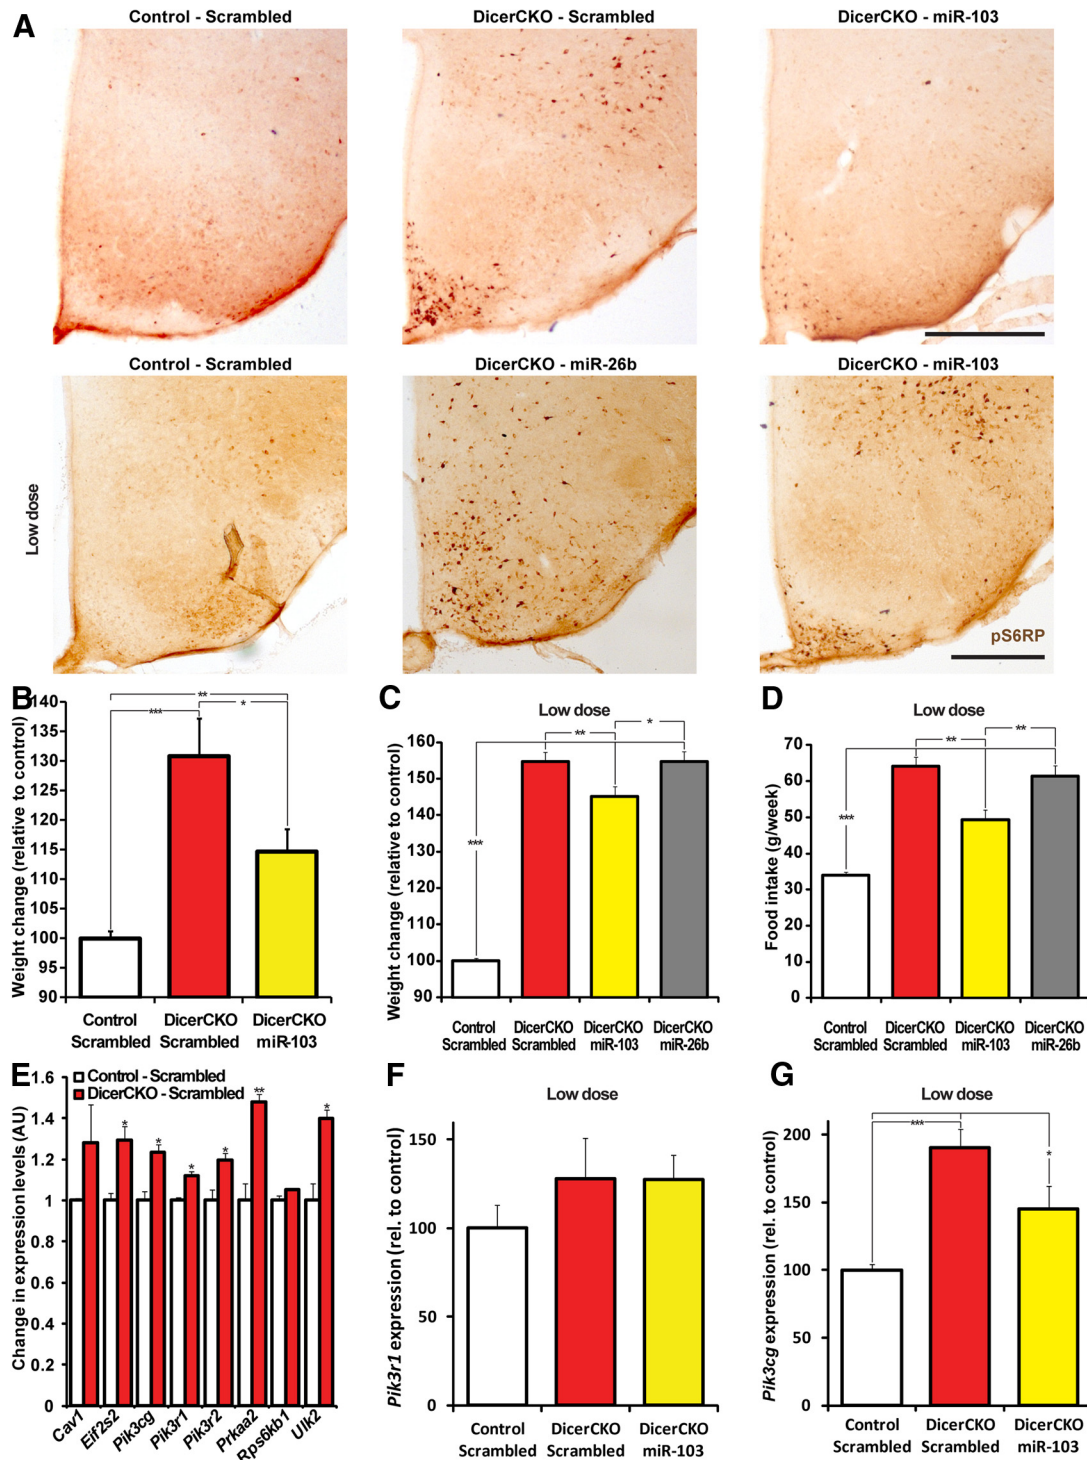 A
Control - Scrambled
DicerCKO - Scrambled
DicerCKO - miR-103
Control - Scrambled
DicerCKO - miR-26b
DicerCKO - miR-103
Low dose
pS6RP
B
Weight change (relative to control)
140
130
125
120
115
110
105
100
95
90
***
**
*
Control
Scrambled
DicerCKO
Scrambled
DicerCKO
miR-103
C
Low dose
Weight change (relative to control)
160
150
140
130
120
110
100
90
***
**
*
Control
Scrambled
DicerCKO
Scrambled
DicerCKO
miR-103
DicerCKO
miR-26b
D
Low dose
Food intake (g/week)
70
60
50
40
30
20
10
0
***
**
**
Control
Scrambled
DicerCKO
Scrambled
DicerCKO
miR-103
DicerCKO
miR-26b
E
Change in expression levels (AU)
1.6
1.4
1.2
1
0.8
0.6
0.4
0.2
0
Control - Scrambled
DicerCKO - Scrambled
*
*
*
*
**
*
Cav1
Eif2s2
Pik3cg
Pik3r1
Pik3r2
Prkaa2
Rps6kb1
Ulk2
F
Low dose
Pik3r1 expression (rel. to control)
150
100
50
0
Control
Scrambled
DicerCKO
Scrambled
DicerCKO
miR-103
G
Low dose
Pik3cg expression (rel. to control)
200
150
100
50
0
***
*
Control
Scrambled
DicerCKO
Scrambled
DicerCKO
miR-103